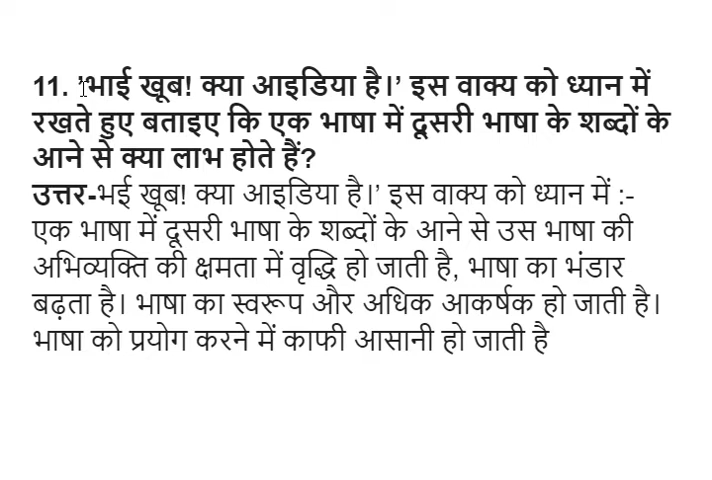 11. 'भाई खूब! क्या आइडिया है।’ इस वाक्य को ध्यान में
रखते हुए बताइए कि एक भाषा में दूसरी भाषा के शब्दों के
आने से क्या लाभ होते हैं?
उत्तर-भई खूब! क्या आइडिया है।’ इस वाक्य को ध्यान में :-
एक भाषा में दूसरी भाषा के शब्दों के आने से उस भाषा की
अभिव्यक्ति की क्षमता में वृद्धि हो जाती है, भाषा का भंडार
बढ़ता है। भाषा का स्वरूप और अधिक आकर्षक हो जाती है।
भाषा को प्रयोग करने में काफी आसानी हो जाती है